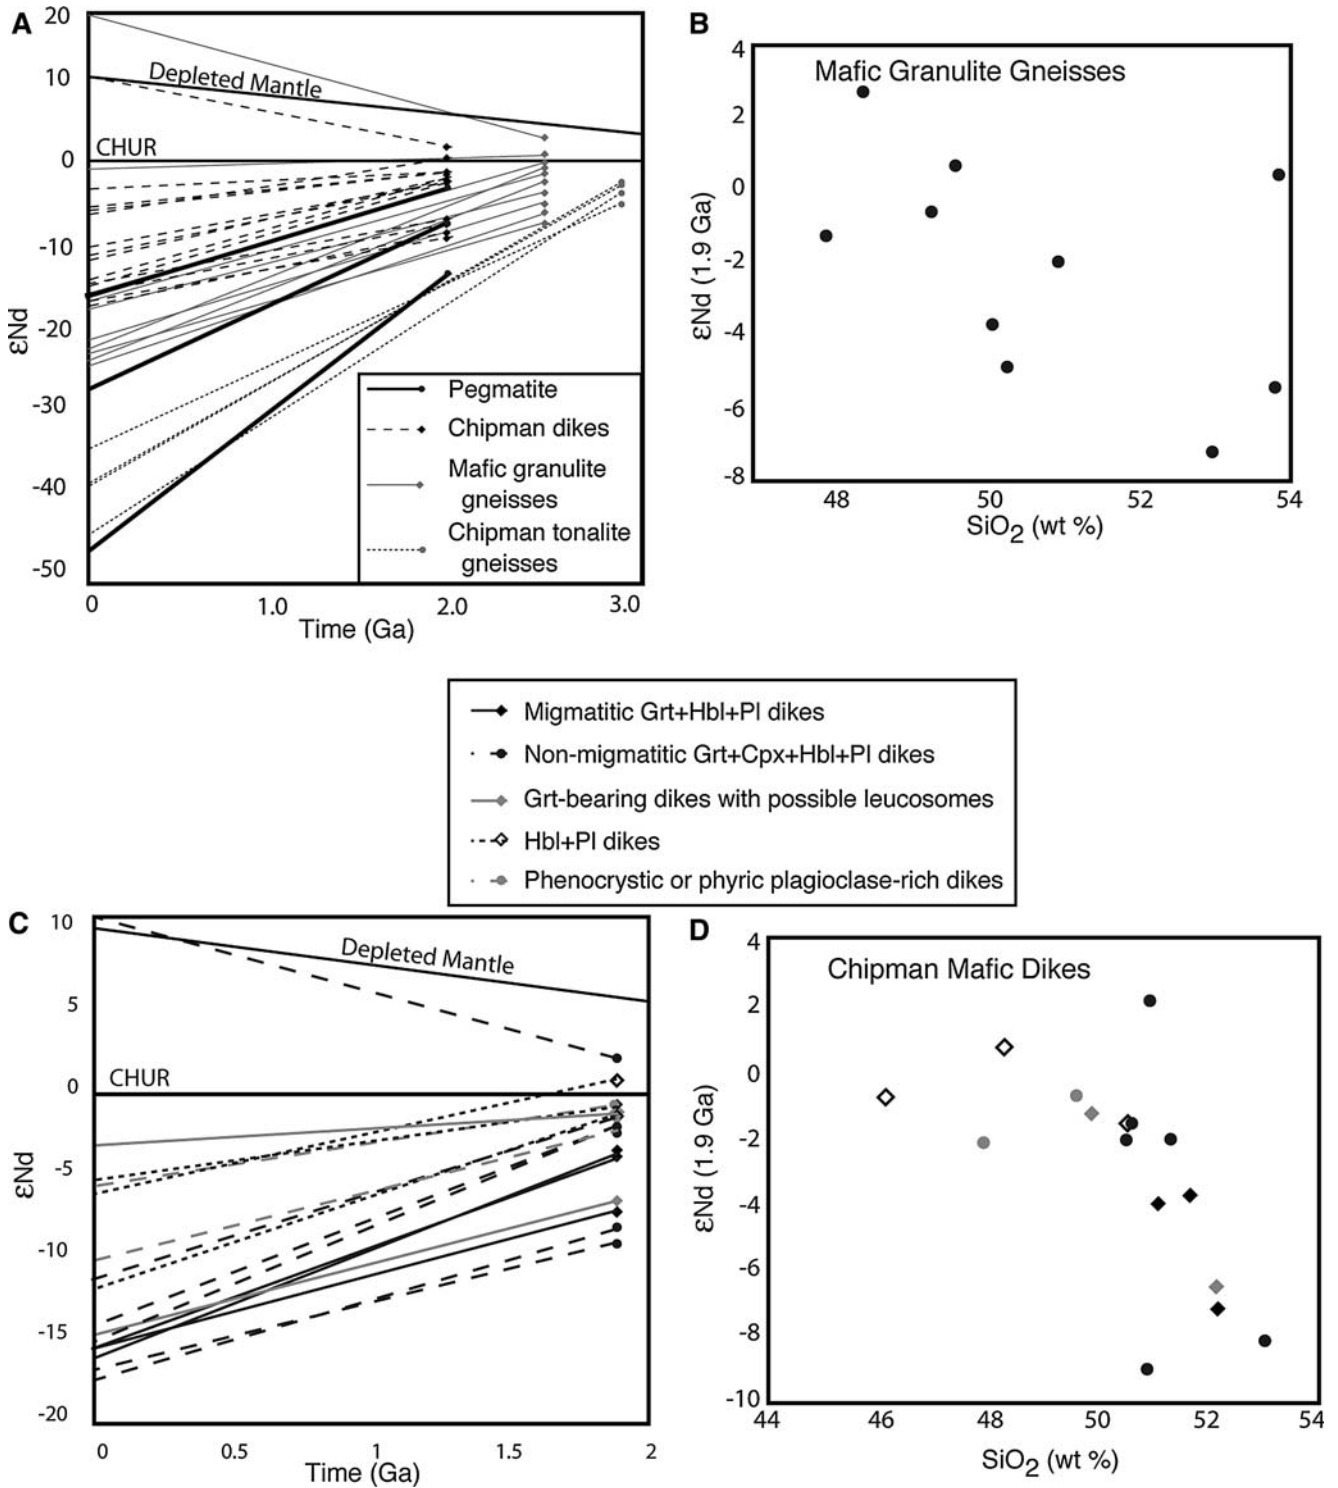 A
20
10
0
-10
-20
-30
-40
-50
εNd
Depleted Mantle
CHUR
Pegmatite
Chipman dikes
Mafic granulite
gneisses
Chipman tonalite
gneisses
0
1.0
2.0
3.0
Time (Ga)
B
4
2
0
-2
-4
-6
-8
εNd (1.9 Ga)
Mafic Granulite Gneisses
48
50
52
54
SiO2 (wt %)
Migmatitic Grt+Hbl+Pl dikes
Non-migmatitic Grt+Cpx+Hbl+Pl dikes
Grt-bearing dikes with possible leucosomes
Hbl+Pl dikes
Phenocrystic or phyric plagioclase-rich dikes
C
10
5
0
-5
-10
-15
-20
εNd
Depleted Mantle
CHUR
0
0.5
1
1.5
2
Time (Ga)
D
4
2
0
-2
-4
-6
-8
-10
εNd (1.9 Ga)
Chipman Mafic Dikes
44
46
48
50
52
54
SiO2 (wt %)